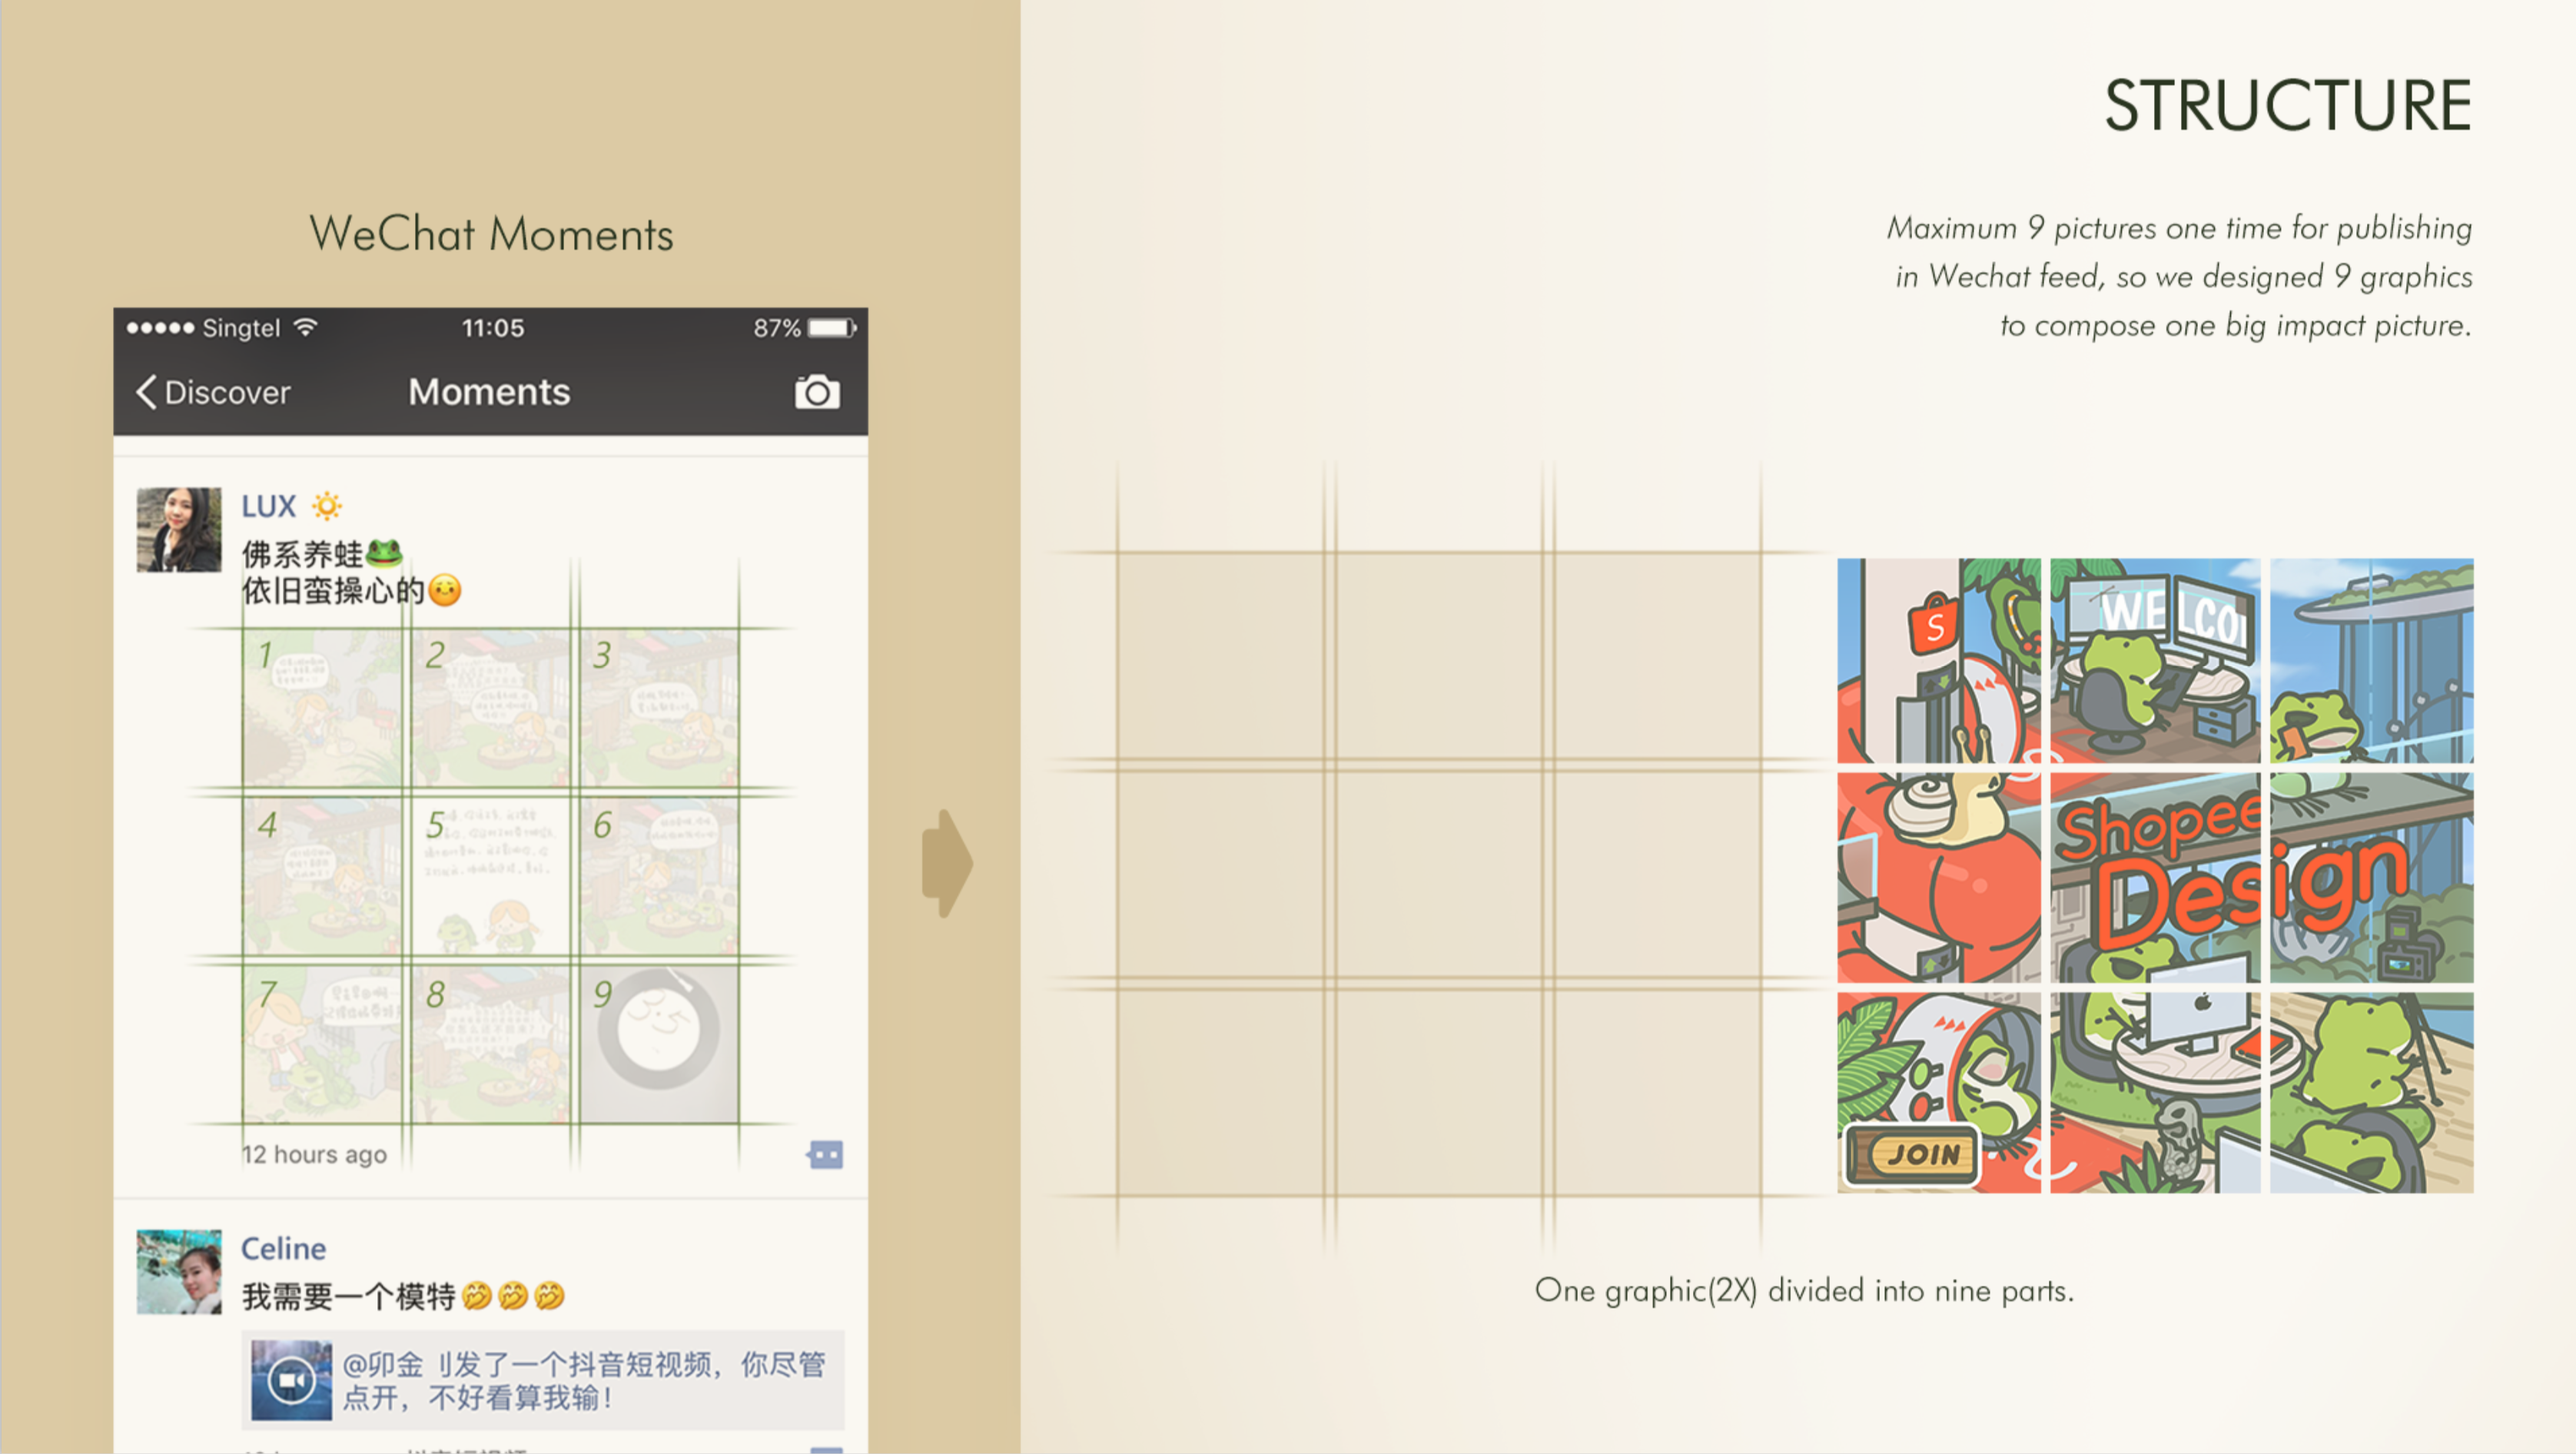 STRUCTURE
Maximum 9 pictures one time for publishing
in Wechat feed, so we designed 9 graphics
to compose one big impact picture.
WeChat Moments
Singtel
11:05
87%
Discover
Moments
LUX
佛系养蛙🐸
依旧蛮操心的☺️
1
2
3
4
5
6
7
8
9
12 hours ago
Celine
我需要一个模特🤭🤭🤭
@卯金刂发了一个抖音短视频，你尽管
点开，不好看算我输！
S
WELCO
Shopee
Design
JOIN
One graphic(2X) divided into nine parts.